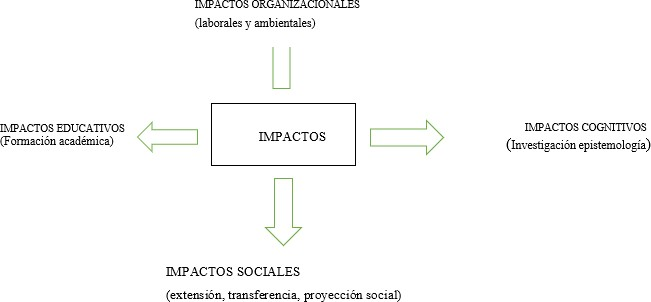 IMPACTOS ORGANIZACIONALES
(laborales y ambientales)
IMPACTOS EDUCATIVOS
(Formación académica)
IMPACTOS
IMPACTOS COGNITIVOS
(Investigación epistemología)
IMPACTOS SOCIALES
(extensión, transferencia, proyección social)